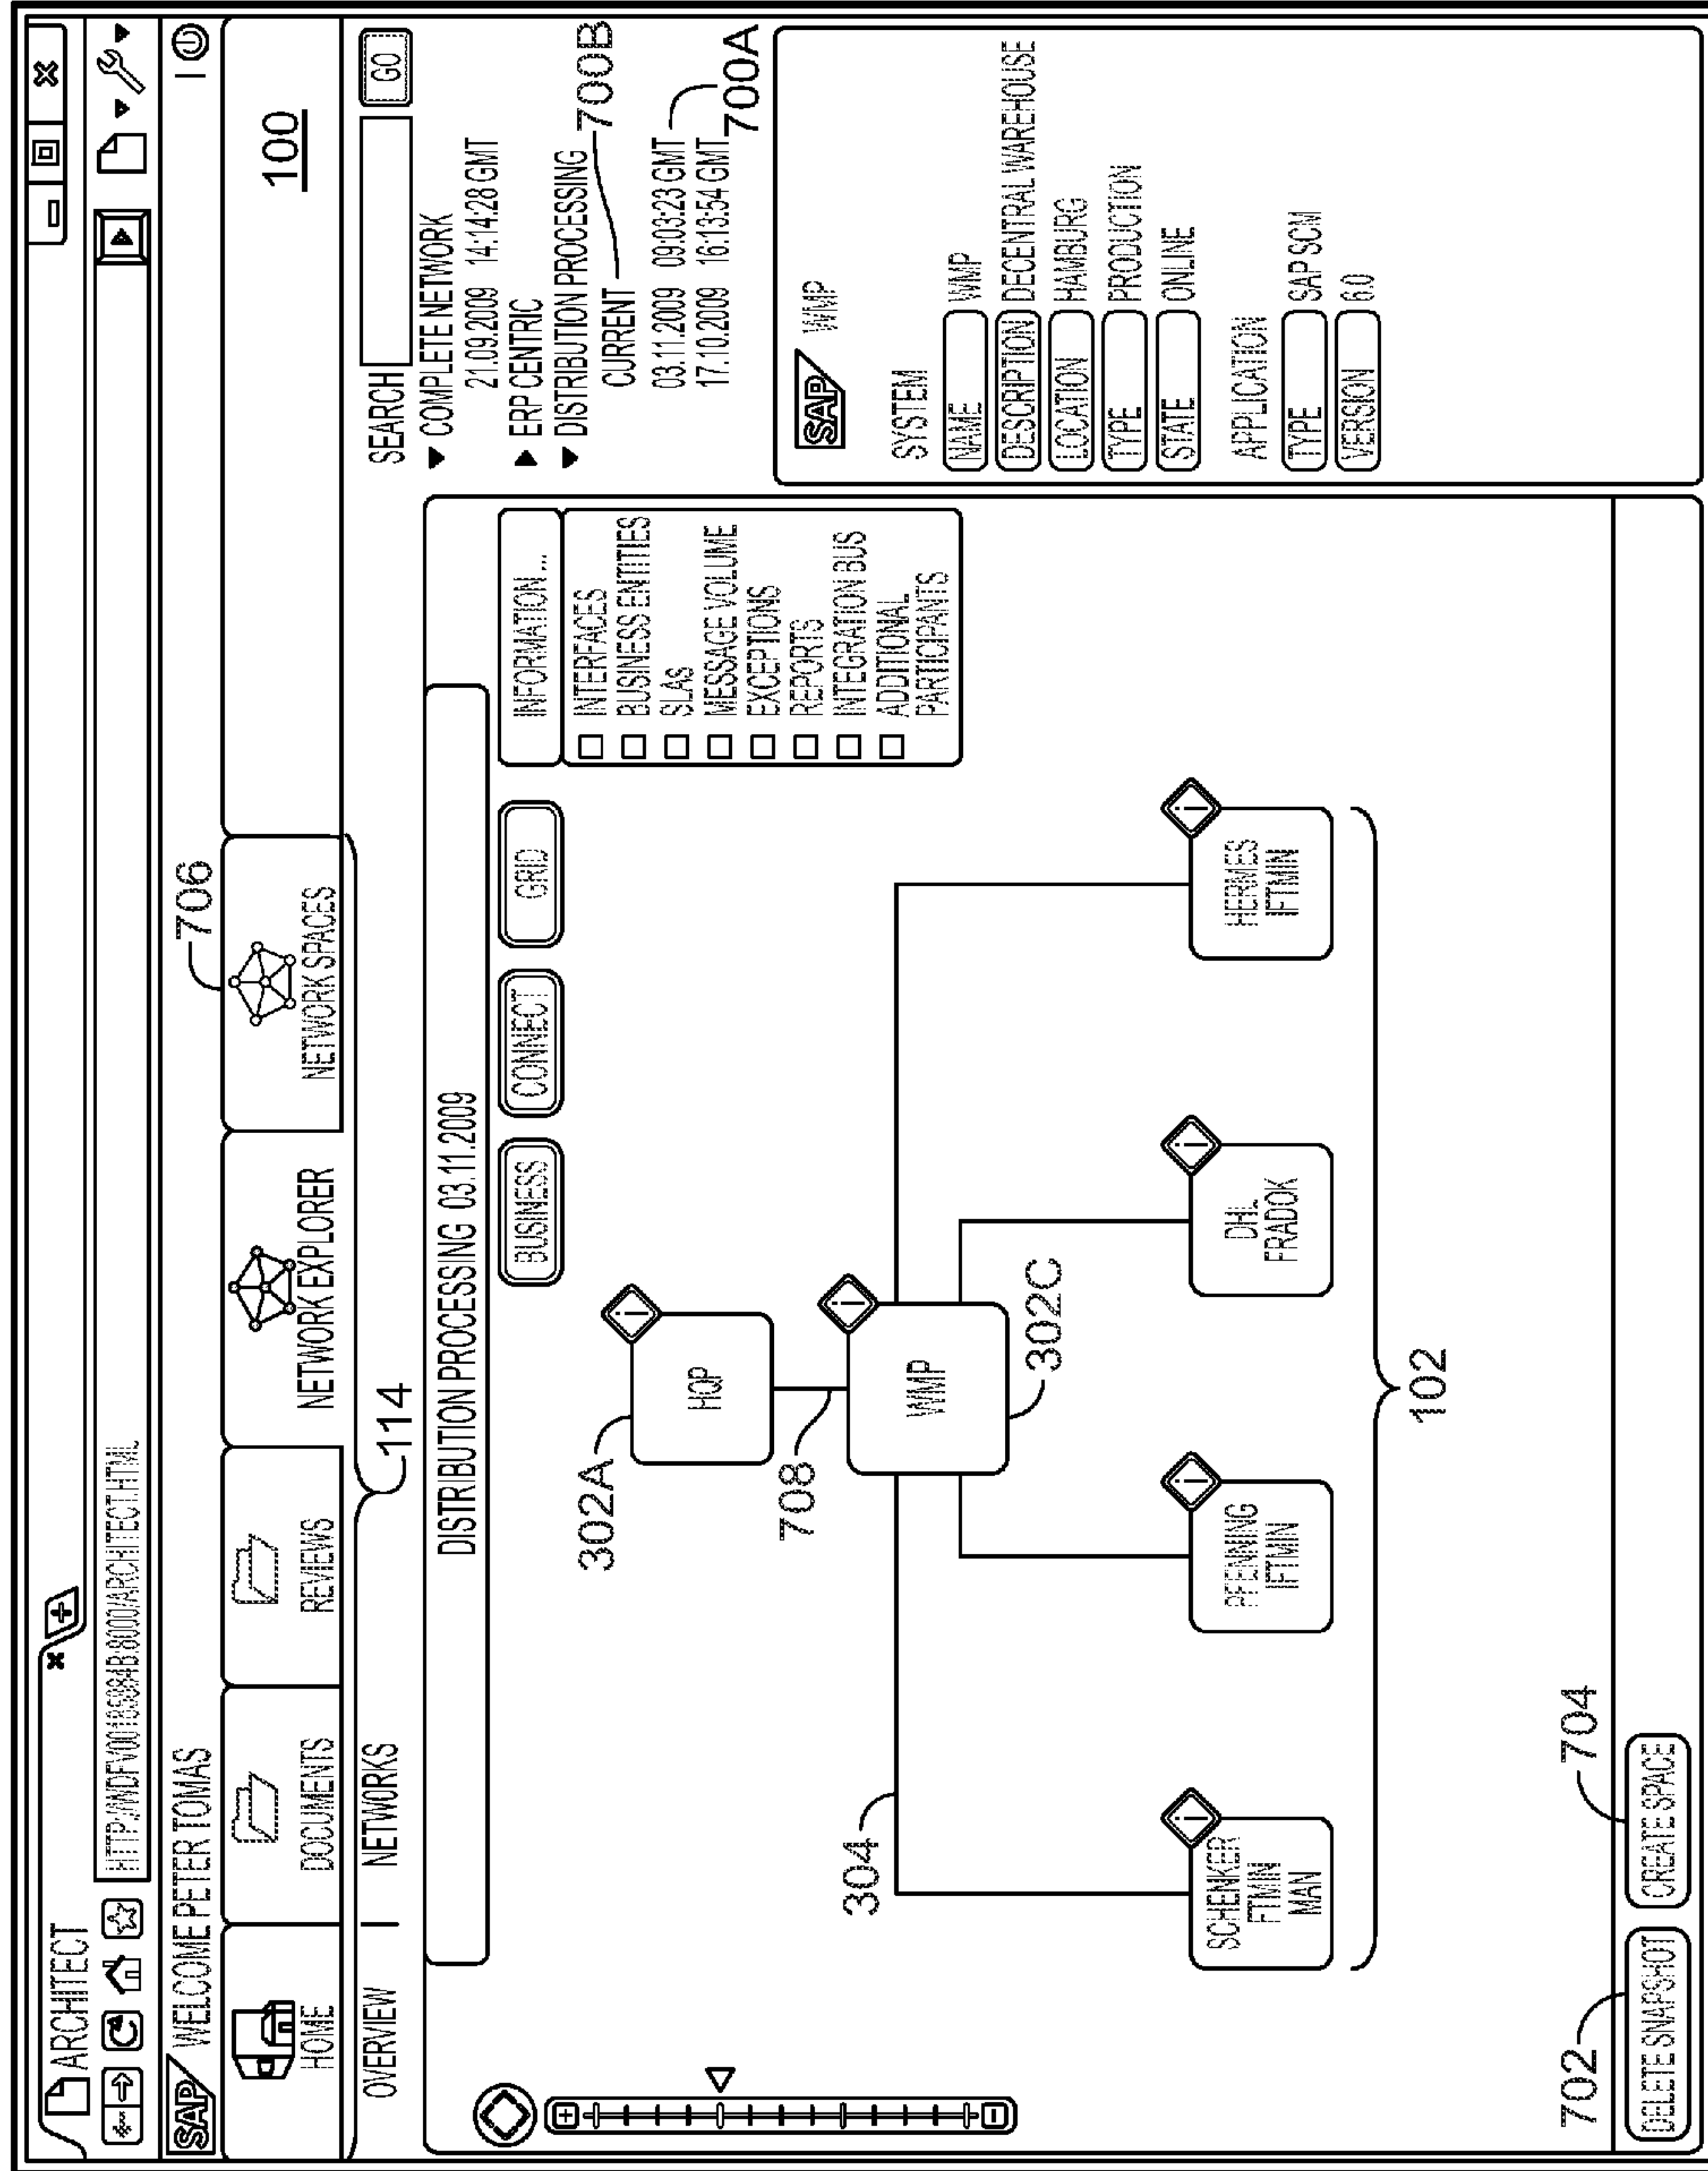 ARCHITECT
HTTP://WDFV0018584B:8000/ARCHITECT.HTML
SAP WELCOME PETER TOMAS
706
100
HOME
DOCUMENTS
REVIEWS
NETWORK EXPLORER
NETWORK SPACES
114
OVERVIEW | NETWORKS
SEARCH GO
COMPLETE NETWORK
21.09.2009 14:14:28 GMT
ERP CENTRIC
DISTRIBUTION PROCESSING
CURRENT
700B
03.11.2009 09:03:23 GMT
17.10.2009 16:13:54 GMT
700A
DISTRIBUTION PROCESSING 03.11.2009
BUSINESS
CONNECT
GRID
INFORMATION ...
INTERFACES
BUSINESS ENTITIES
SLAS
MESSAGE VOLUME
EXCEPTIONS
REPORTS
INTEGRATION BUS
ADDITIONAL
PARTICIPANTS
302A
HQP
708
WMP
302C
304
SCHENKER
FTMIN
MAN
PFENNING
IFTMIN
DHL
FRADOK
HERMES
IFTMIN
102
SAP WMP
SYSTEM
NAME WMP
DESCRIPTION DECENTRAL WAREHOUSE
LOCATION HAMBURG
TYPE PRODUCTION
STATE ONLINE
APPLICATION
TYPE SAP SCM
VERSION 6.0
702
704
DELETE SNAPSHOT
CREATE SPACE